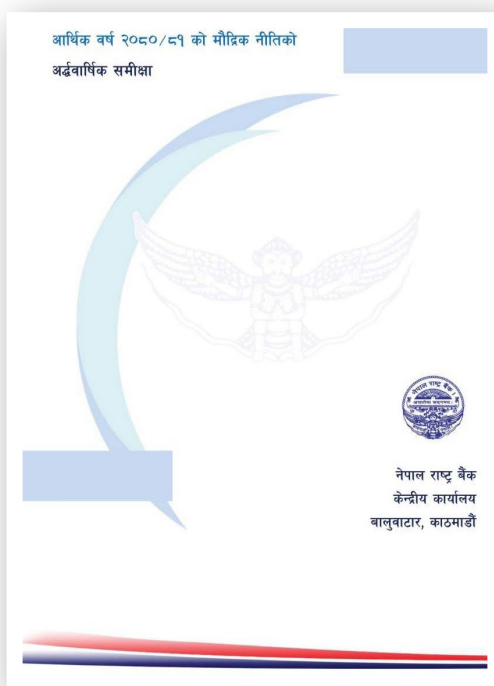 आर्थिक वर्ष २०८०/८१ को मौद्रिक नीतिको
अर्द्धवार्षिक समीक्षा
नेपाल राष्ट्र बैंक
नेपाल राष्ट्र बैंक
केन्द्रीय कार्यालय
बालुवाटार, काठमाडौं